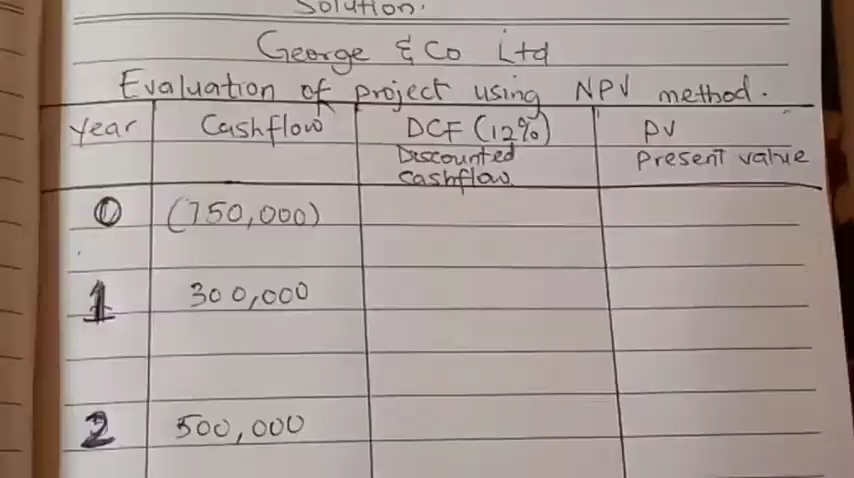 Solution.
George & Co Ltd
Evaluation of project using NPV method.
Year Cashflow DCF (12%) PV
Discounted cashflow Present value
0 (750,000)
1 300,000
2 500,000